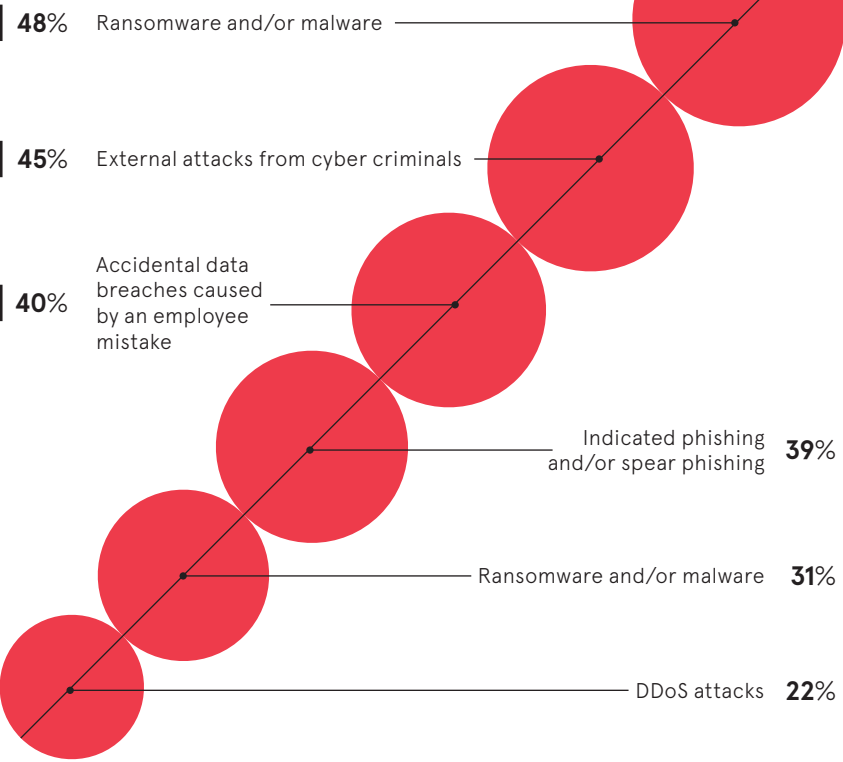 48% Ransomware and/or malware
45% External attacks from cyber criminals
Accidental data
breaches caused
40%
by an employee
mistake
Indicated phishing
39%
and/or spear phishing
Ransomware and/or malware 31%
DDoS attacks 22%